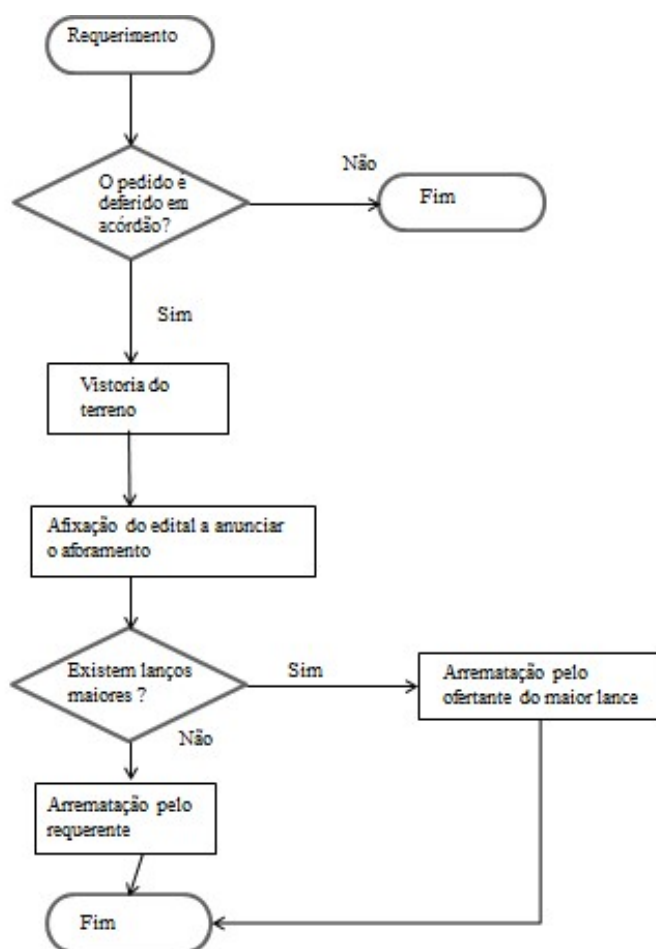 Requerimento
Não
O pedido é
deferido em
acórdão?
Fim
Sim
Vistoria do
terreno
Afixação do edital a anunciar
o aforamento
Existem lanços
maiores ?
Sim
Arrematação pelo
ofertante do maior lance
Não
Arrematação pelo
requerente
Fim